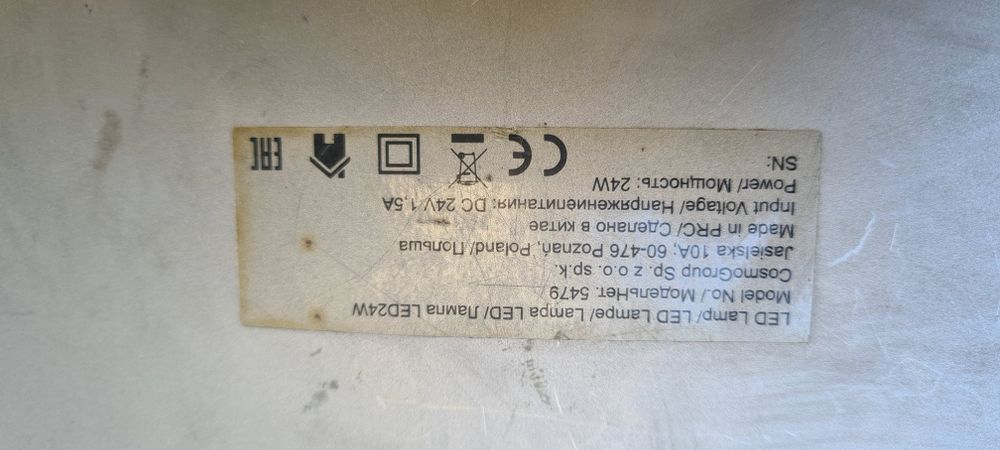 LED Lamp/ LED Lampe/ Lampa LED/ Лампа LED24W
Model No./ МодельНет. 5479
CosmoGroup Sp. z o. o. sp.k.
Jasielska 10A; 60-476 Poznań, Poland/ Польша
Made in PRC/ Сделано в китае
Input Voltage/ Напряжениепитания: DC 24V 1,5A
Power/ Мощность: 24W
SN:
CE
EAC